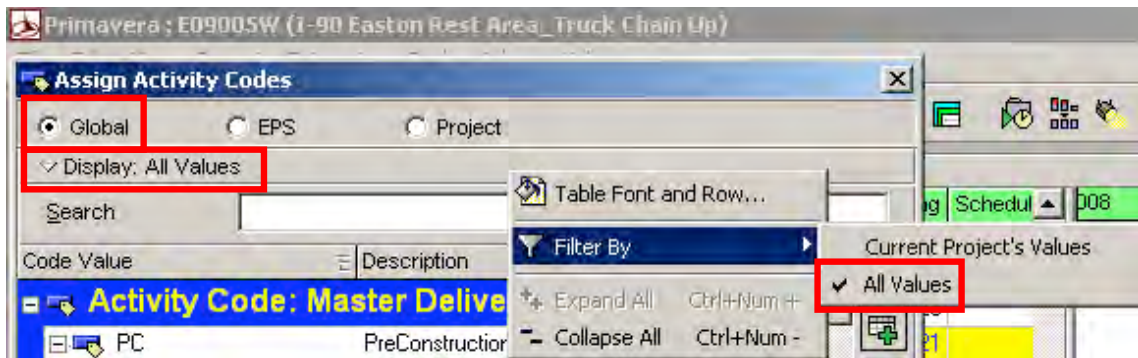 Primavera : E09005W (I-90 Easton Rest Area_Truck Chain Up)
Assign Activity Codes
Global EPS Project
Display: All Values
Search
Table Font and Row...
Schedul 008
Filter By
Current Project's Values
Code Value Description
All Values
Activity Code: Master Delive
Expand All Ctrl+Num +
PC PreConstruction
Collapse All Ctrl+Num -